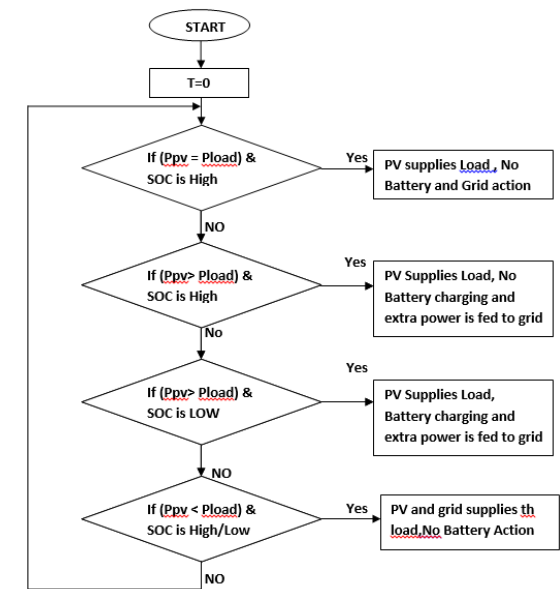 START
T=0
If (Ppv = Pload) &
SOC is High
Yes
PV supplies Load , No
Battery and Grid action
NO
If (Ppv> Pload) &
SOC is High
Yes
PV Supplies Load, No
Battery charging and
extra power is fed to grid
No
If (Ppv> Pload) &
SOC is LOW
Yes
PV Supplies Load,
Battery charging and
extra power is fed to grid
NO
If (Ppv < Pload) &
SOC is High/Low
Yes
PV and grid supplies th
load,No Battery Action
NO